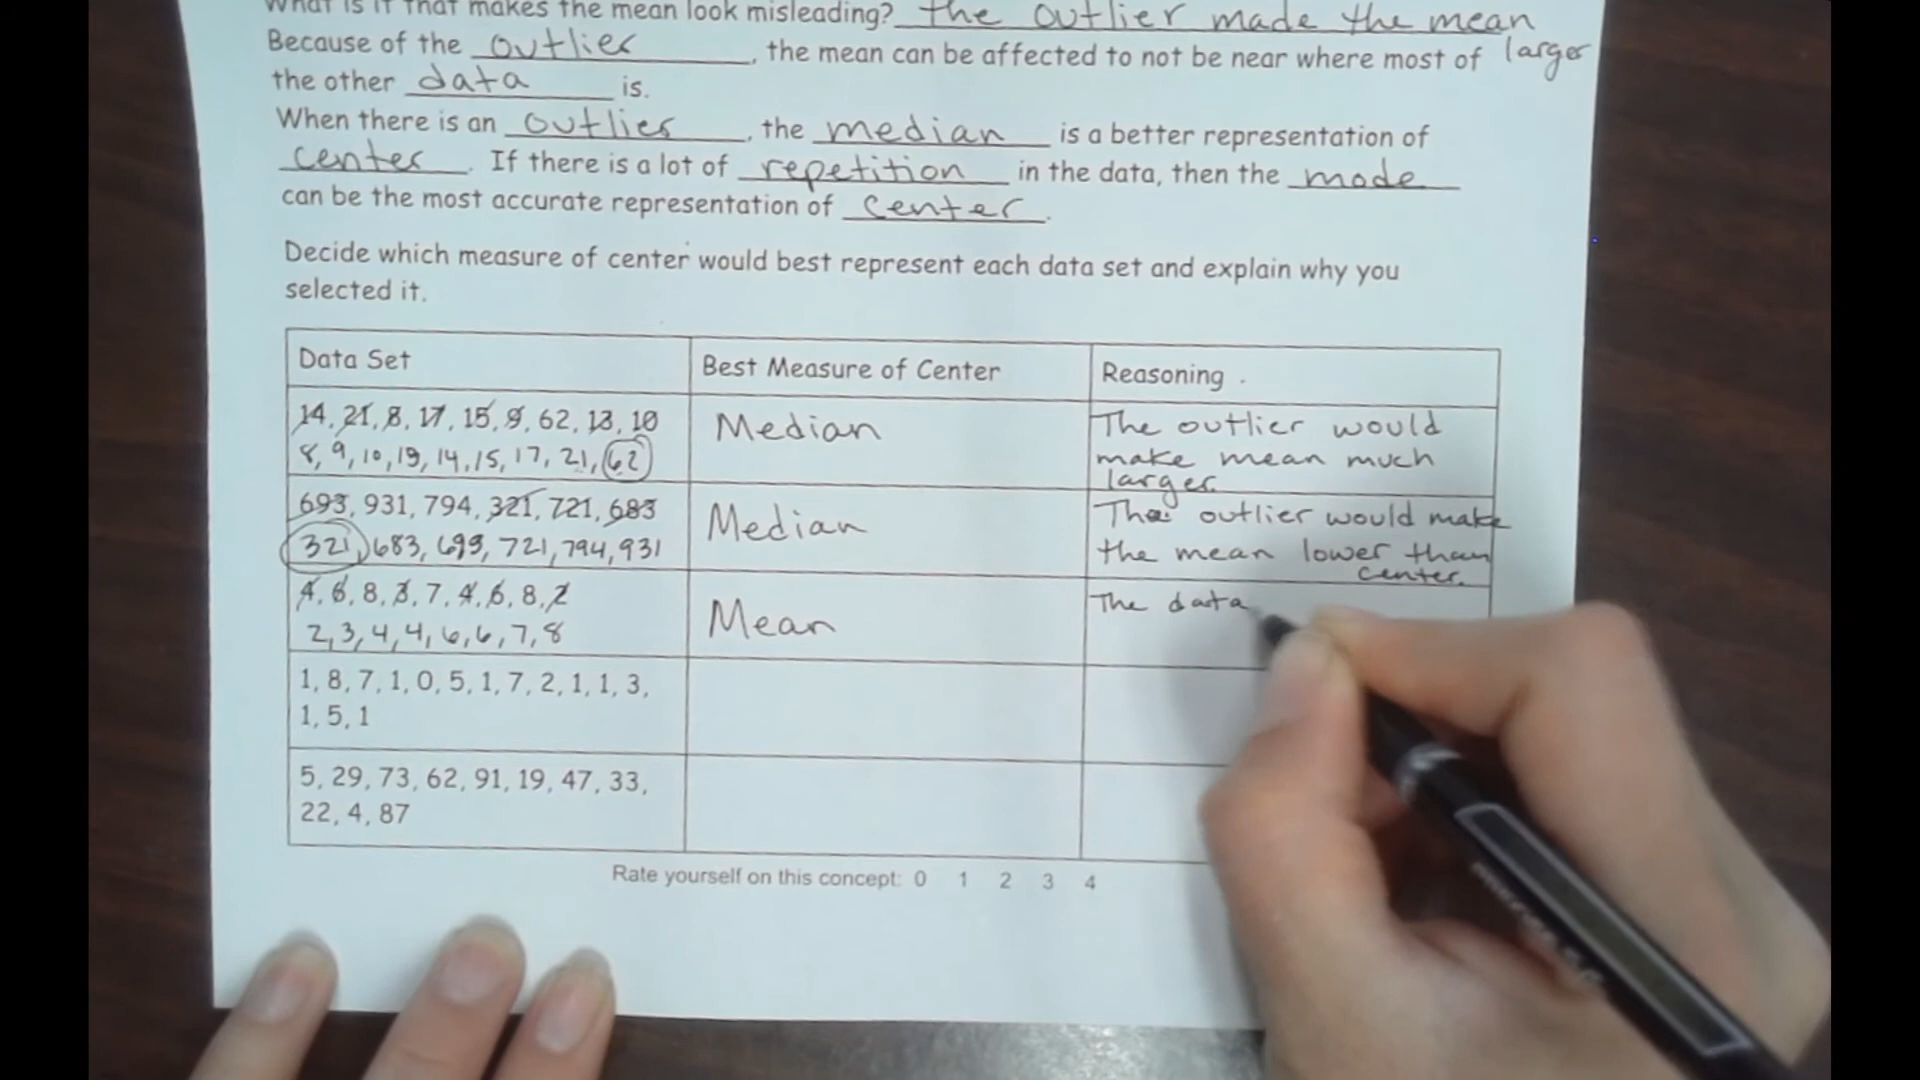 What is it that makes the mean look misleading? the outlier made the mean larger
Because of the outlier, the mean can be affected to not be near where most of
the other data is.
When there is an outlier, the median is a better representation of
center. If there is a lot of repetition in the data, then the mode
can be the most accurate representation of center.
Decide which measure of center would best represent each data set and explain why you
selected it.
Data Set
Best Measure of Center
Reasoning
14, 21, 8, 17, 15, 9, 62, 13, 10
8, 9, 10, 13, 14, 15, 17, 21, 62
Median
The outlier would
make mean much
larger.
693, 931, 794, 321, 721, 683
321, 683, 693, 721, 794, 931
Median
The outlier would make
the mean lower than
center.
4, 6, 8, 3, 7, 4, 6, 8, 2
2, 3, 4, 4, 6, 6, 7, 8
Mean
The data
1, 8, 7, 1, 0, 5, 1, 7, 2, 1, 1, 3,
1, 5, 1
5, 29, 73, 62, 91, 19, 47, 33,
22, 4, 87
Rate yourself on this concept: 0 1 2 3 4